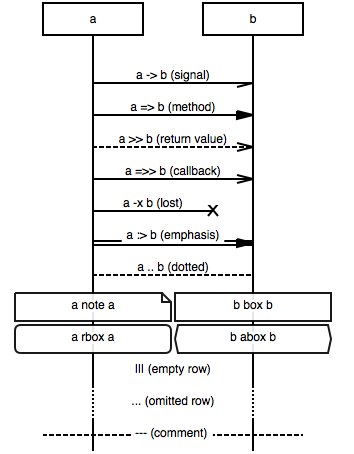 a b
a -> b (signal)
a => b (method)
a >> b (return value)
a =>> b (callback)
a -x b (lost)
a :> b (emphasis)
a .. b (dotted)
a note a b box b
a rbox a b abox b
||| (empty row)
... (omitted row)
--- (comment)